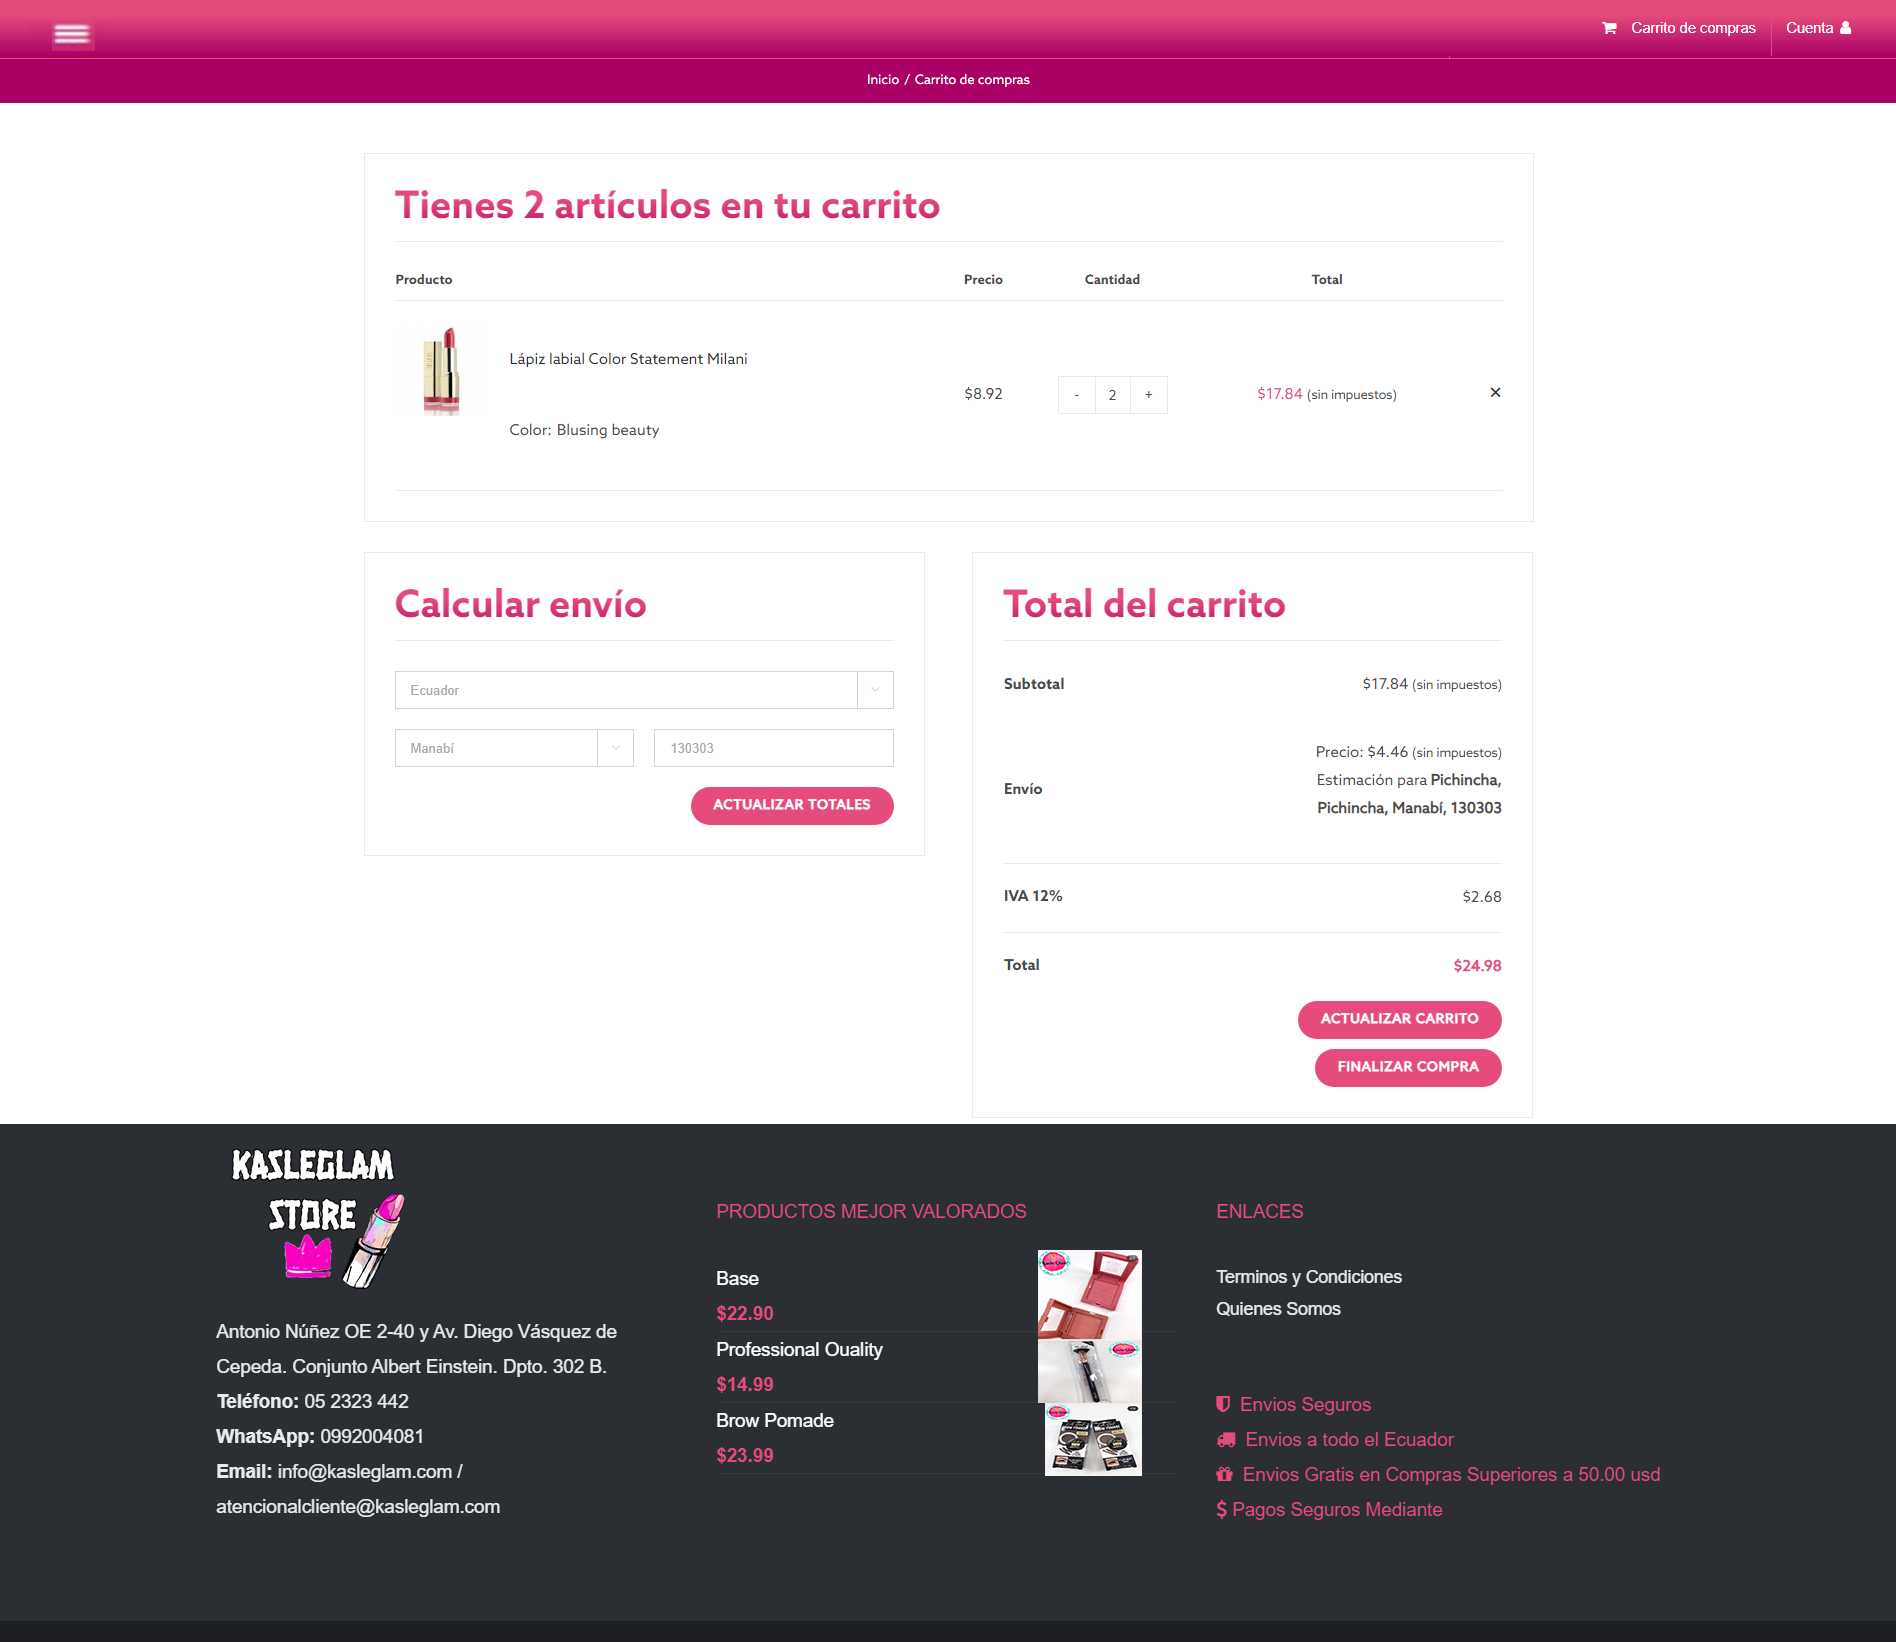 Carrito de compras
Cuenta
Inicio / Carrito de compras
Tienes 2 artículos en tu carrito
Producto Precio Cantidad Total
Lápiz labial Color Statement Milani
$8.92 - 2 + $17.84 (sin impuestos) ×
Color: Blusing beauty
Calcular envío
Ecuador
Manabí 130303
ACTUALIZAR TOTALES
Total del carrito
Subtotal $17.84 (sin impuestos)
Precio: $4.46 (sin impuestos)
Envío
Estimación para Pichincha,
Pichincha, Manabí, 130303
IVA 12% $2.68
Total $24.98
ACTUALIZAR CARRITO
FINALIZAR COMPRA
KASLEGLAM
STORE
Antonio Núñez OE 2-40 y Av. Diego Vásquez de
Cepeda. Conjunto Albert Einstein. Dpto. 302 B.
Teléfono: 05 2323 442
WhatsApp: 0992004081
Email: info@kasleglam.com /
atencionalcliente@kasleglam.com
PRODUCTOS MEJOR VALORADOS
Base
$22.90
Professional Ouality
$14.99
Brow Pomade
$23.99
ENLACES
Terminos y Condiciones
Quienes Somos
Envios Seguros
Envios a todo el Ecuador
Envios Gratis en Compras Superiores a 50.00 usd
$ Pagos Seguros Mediante